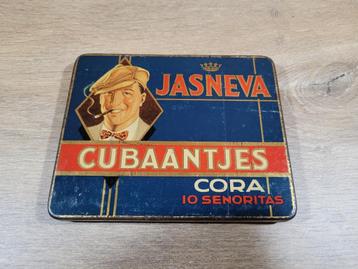 JASNEVA
CUBAANTJES
CORA
10 SENORITAS